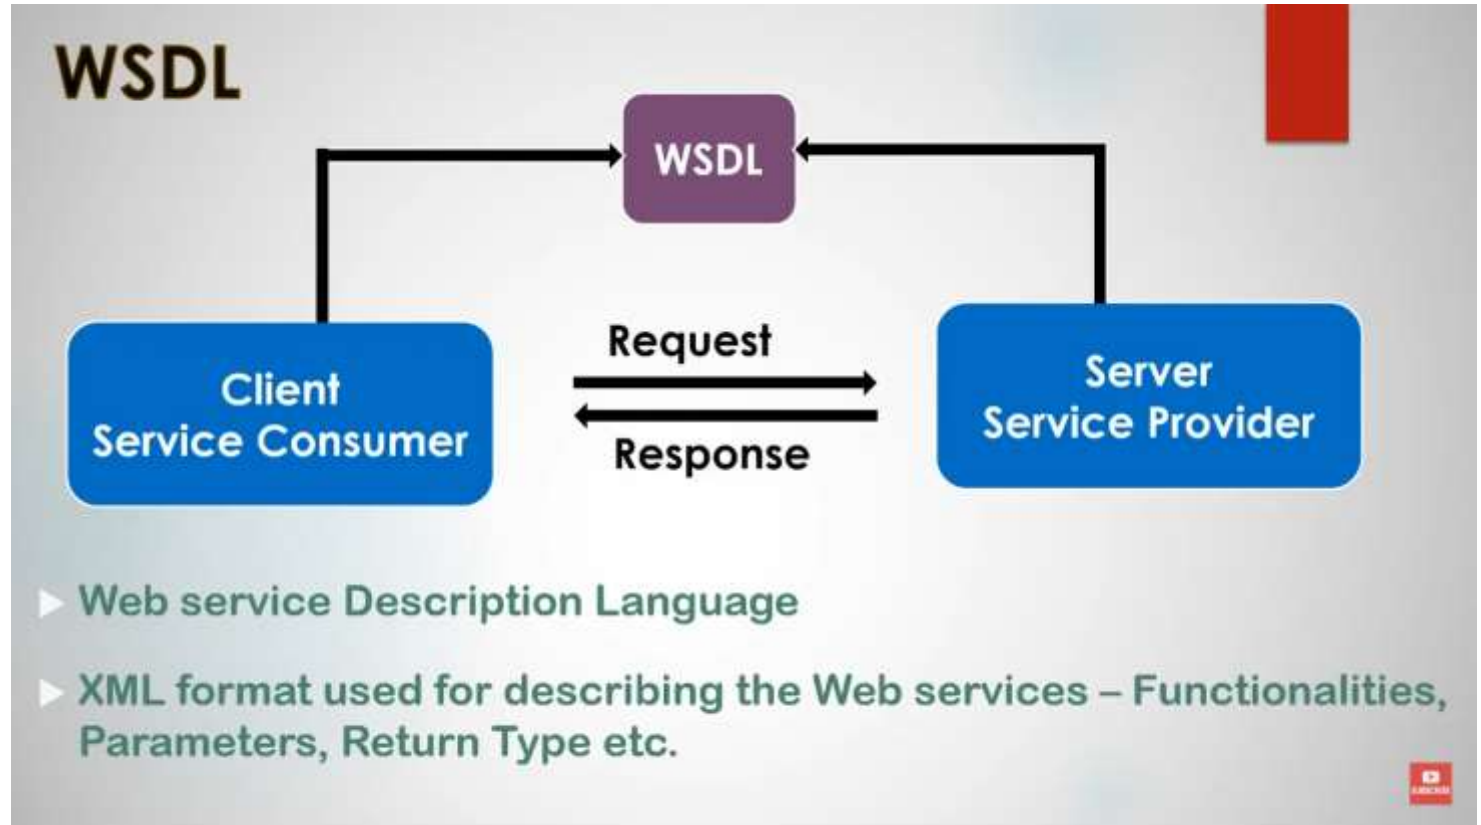 WSDL
WSDL
Request
Client
Service Consumer
Server
Service Provider
Response
Web service Description Language
XML format used for describing the Web services – Functionalities,
Parameters, Return Type etc.
SUBSCRIBE